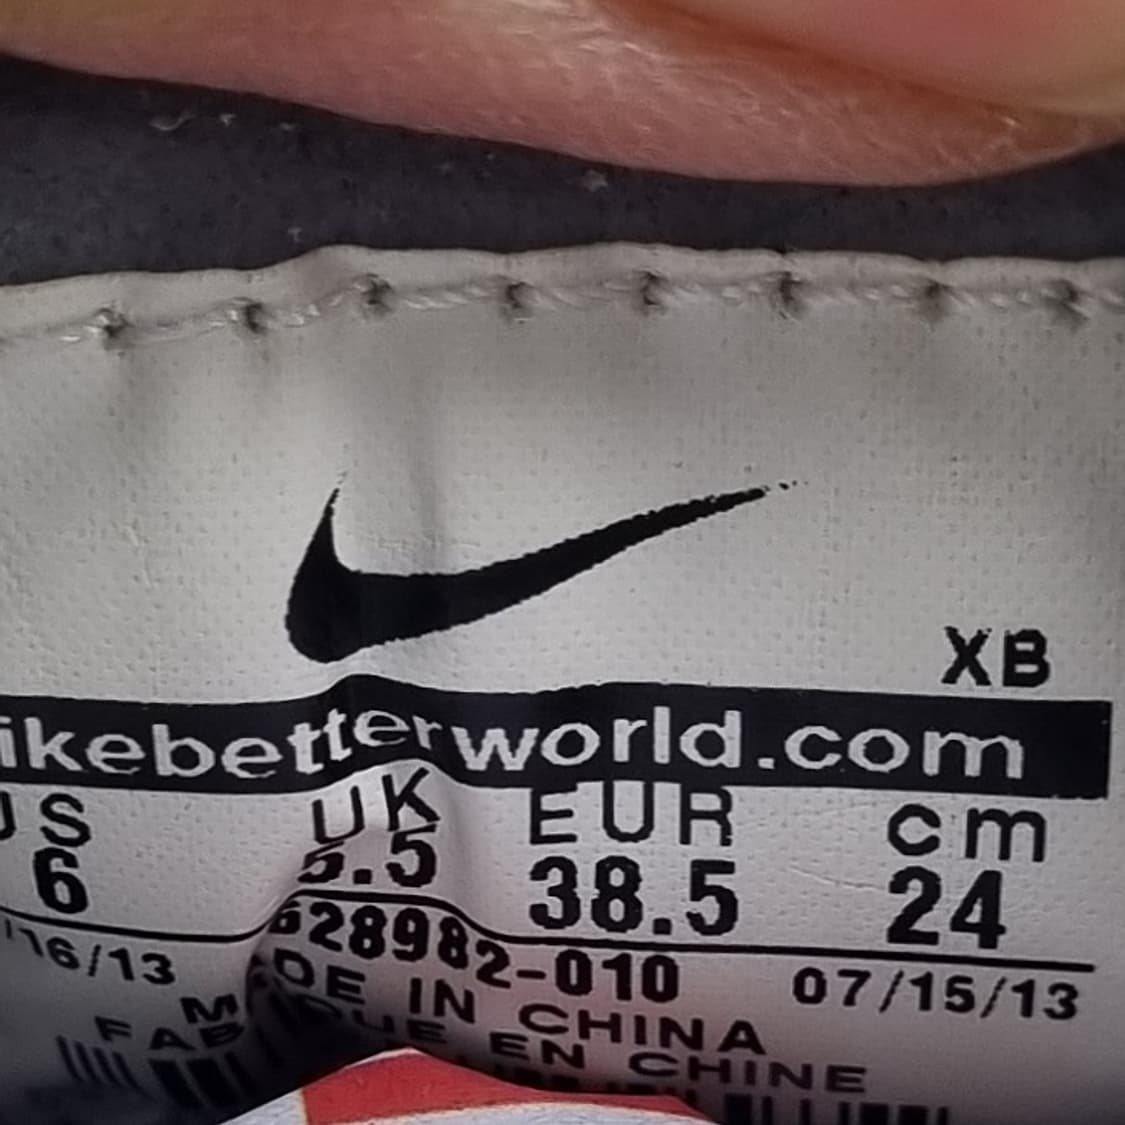 XB
ikebetterworld.com
US UK EUR cm
6 5.5 38.5 24
628982-010
/16/13 07/15/13
MADE IN CHINA
FABRIQUE EN CHINE